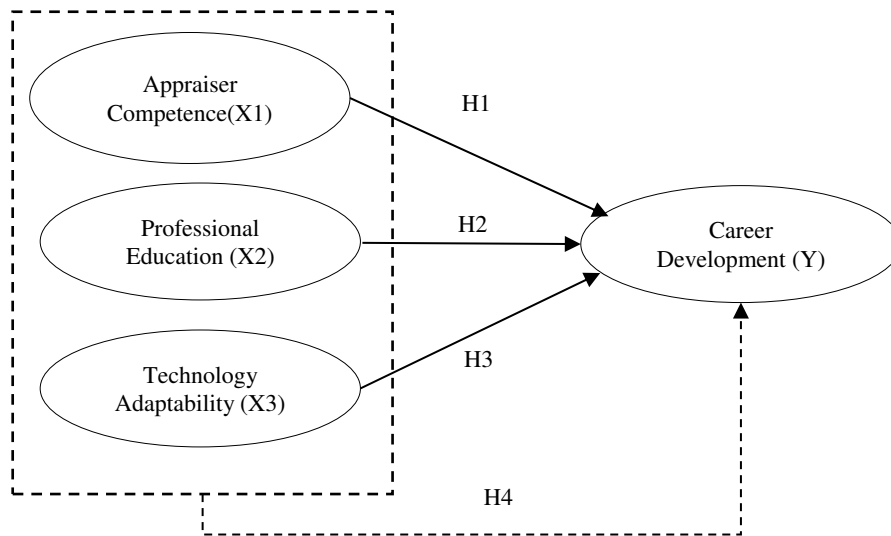 Appraiser
Competence(X1)
H1
Professional
Education (X2)
H2
Career
Development (Y)
Technology
Adaptability (X3)
H3
H4